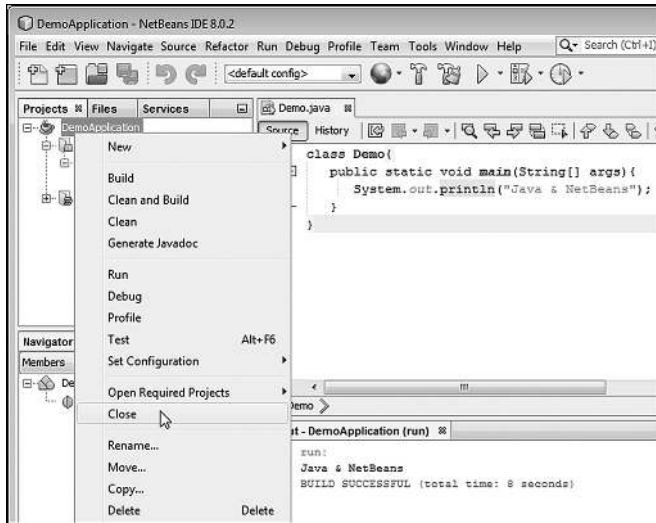 DemoApplication - NetBeans IDE 8.0.2
File Edit View Navigate Source Refactor Run Debug Profile Team Tools Window Help
Search (Ctrl+I)
<default config>
Projects Files Services
Demo.java
DemoApplication
Source History
New
Build
Clean and Build
Clean
Generate Javadoc
Run
Debug
Profile
Test Alt+F6
Set Configuration
Open Required Projects
Close
Rename...
Move...
Copy...
Delete Delete
class Demo{
public static void main(String[] args){
System.out.println("Java & NetBeans");
}
}
Navigator
Members
De
emo
ut - DemoApplication (run)
run:
Java & NetBeans
BUILD SUCCESSFUL (total time: 8 seconds)